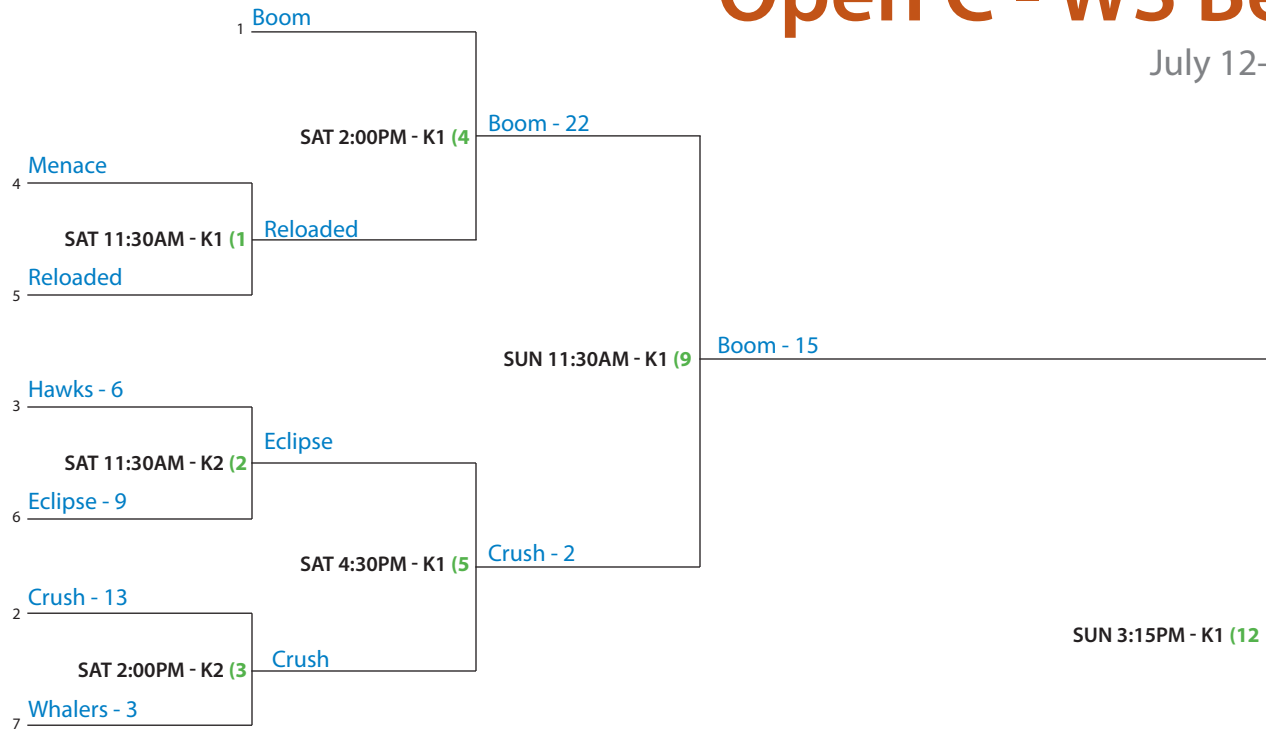 Open C - WS Be
July 12-
1 Boom
SAT 2:00PM - K1 (4
Boom - 22
4 Menace
SAT 11:30AM - K1 (1
Reloaded
5 Reloaded
SUN 11:30AM - K1 (9
Boom - 15
3 Hawks - 6
SAT 11:30AM - K2 (2
Eclipse
6 Eclipse - 9
SAT 4:30PM - K1 (5
Crush - 2
2 Crush - 13
SUN 3:15PM - K1 (12
SAT 2:00PM - K2 (3
Crush
7 Whalers - 3